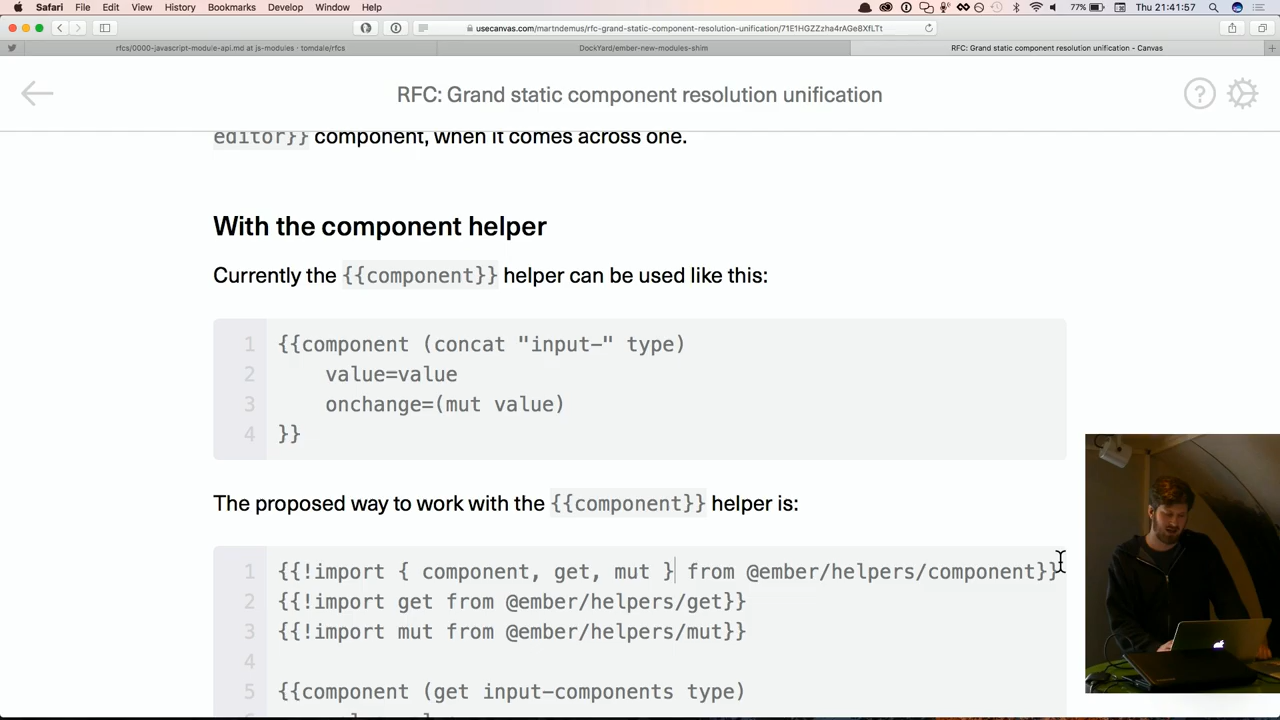 Safari File Edit View History Bookmarks Develop Window Help 77% Thu 21:41:57
usecanvas.com/martndemus/rfc-grand-static-component-resolution-unification/71E1HGZZzha4rAGe8XfLTt
rfcs/0000-javascript-module-api.md at js-modules · tomdale/rfcs DockYard/ember-new-modules-shim RFC: Grand static component resolution unification - Canvas
RFC: Grand static component resolution unification
editor}} component, when it comes across one.
With the component helper
Currently the {{component}} helper can be used like this:
1 {{component (concat "input-" type)
2 value=value
3 onchange=(mut value)
4 }}
The proposed way to work with the {{component}} helper is:
1 {{!import { component, get, mut } from @ember/helpers/component}}
2 {{!import get from @ember/helpers/get}}
3 {{!import mut from @ember/helpers/mut}}
4
5 {{component (get input-components type)